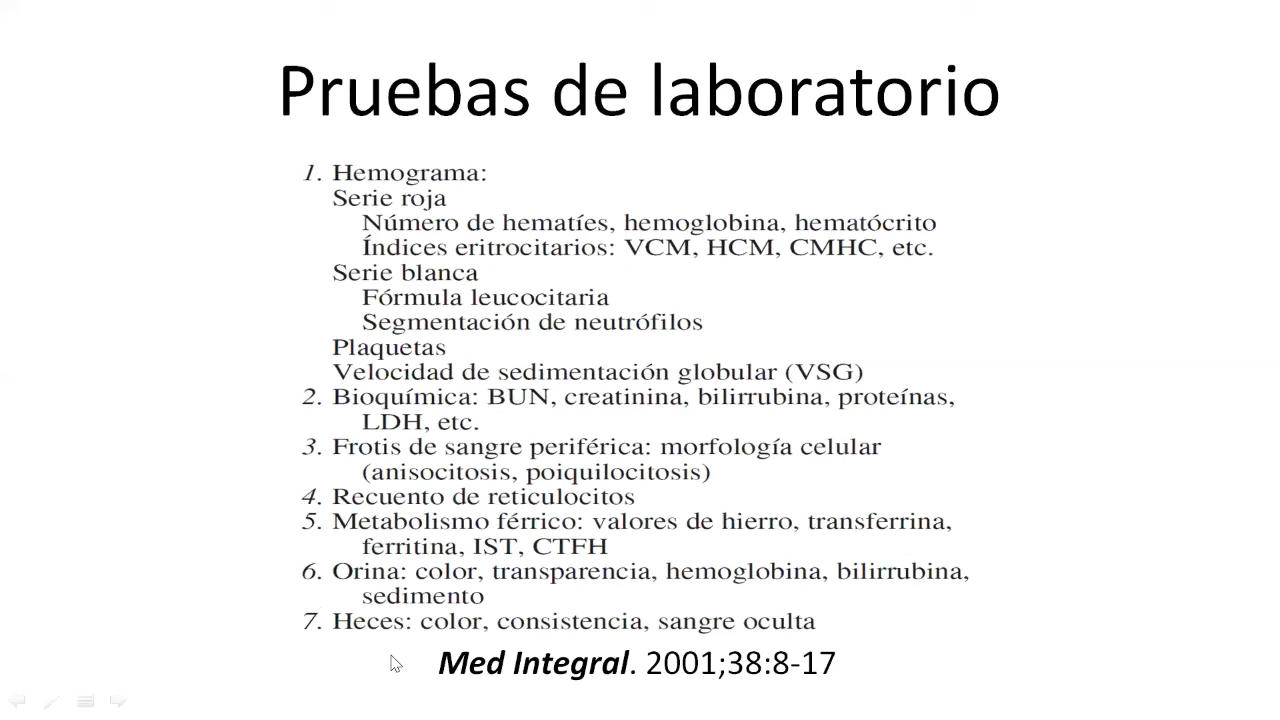 Pruebas de laboratorio
1. Hemograma:
Serie roja
Número de hematíes, hemoglobina, hematócrito
Índices eritrocitarios: VCM, HCM, CMHC, etc.
Serie blanca
Fórmula leucocitaria
Segmentación de neutrófilos
Plaquetas
Velocidad de sedimentación globular (VSG)
2. Bioquímica: BUN, creatinina, bilirrubina, proteínas,
LDH, etc.
3. Frotis de sangre periférica: morfología celular
(anisocitosis, poiquilocitosis)
4. Recuento de reticulocitos
5. Metabolismo férrico: valores de hierro, transferrina,
ferritina, IST, CTFH
6. Orina: color, transparencia, hemoglobina, bilirrubina,
sedimento
7. Heces: color, consistencia, sangre oculta
Med Integral. 2001;38:8-17